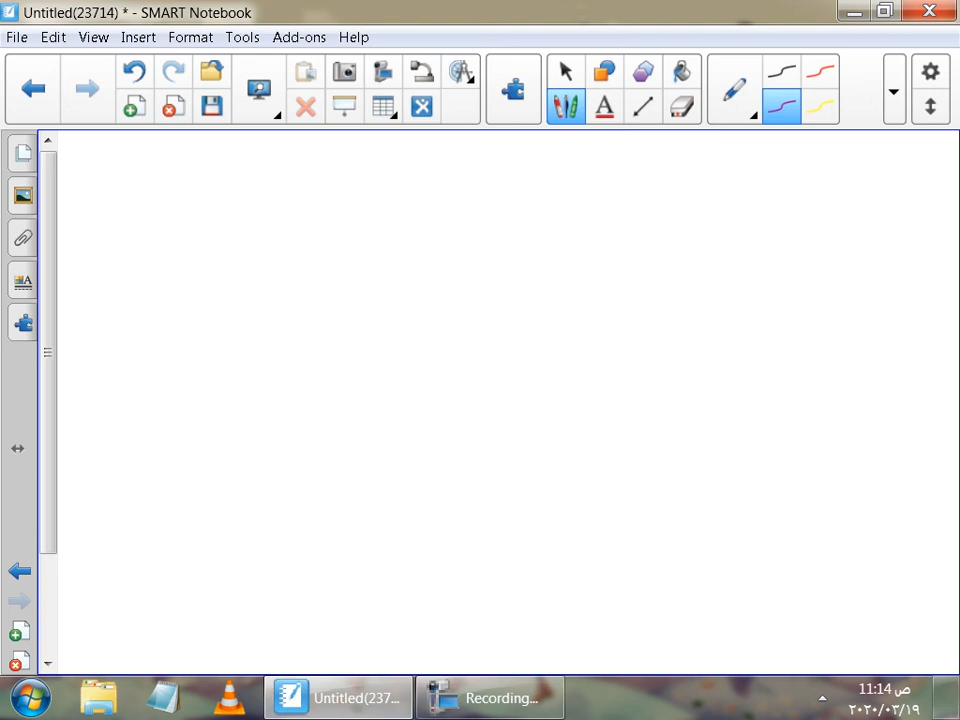 Untitled(23714) * - SMART Notebook
File Edit View Insert Format Tools Add-ons Help
Untitled(237...
Recording...
11:14 ص
٢٠٢٠/٠٣/١٩